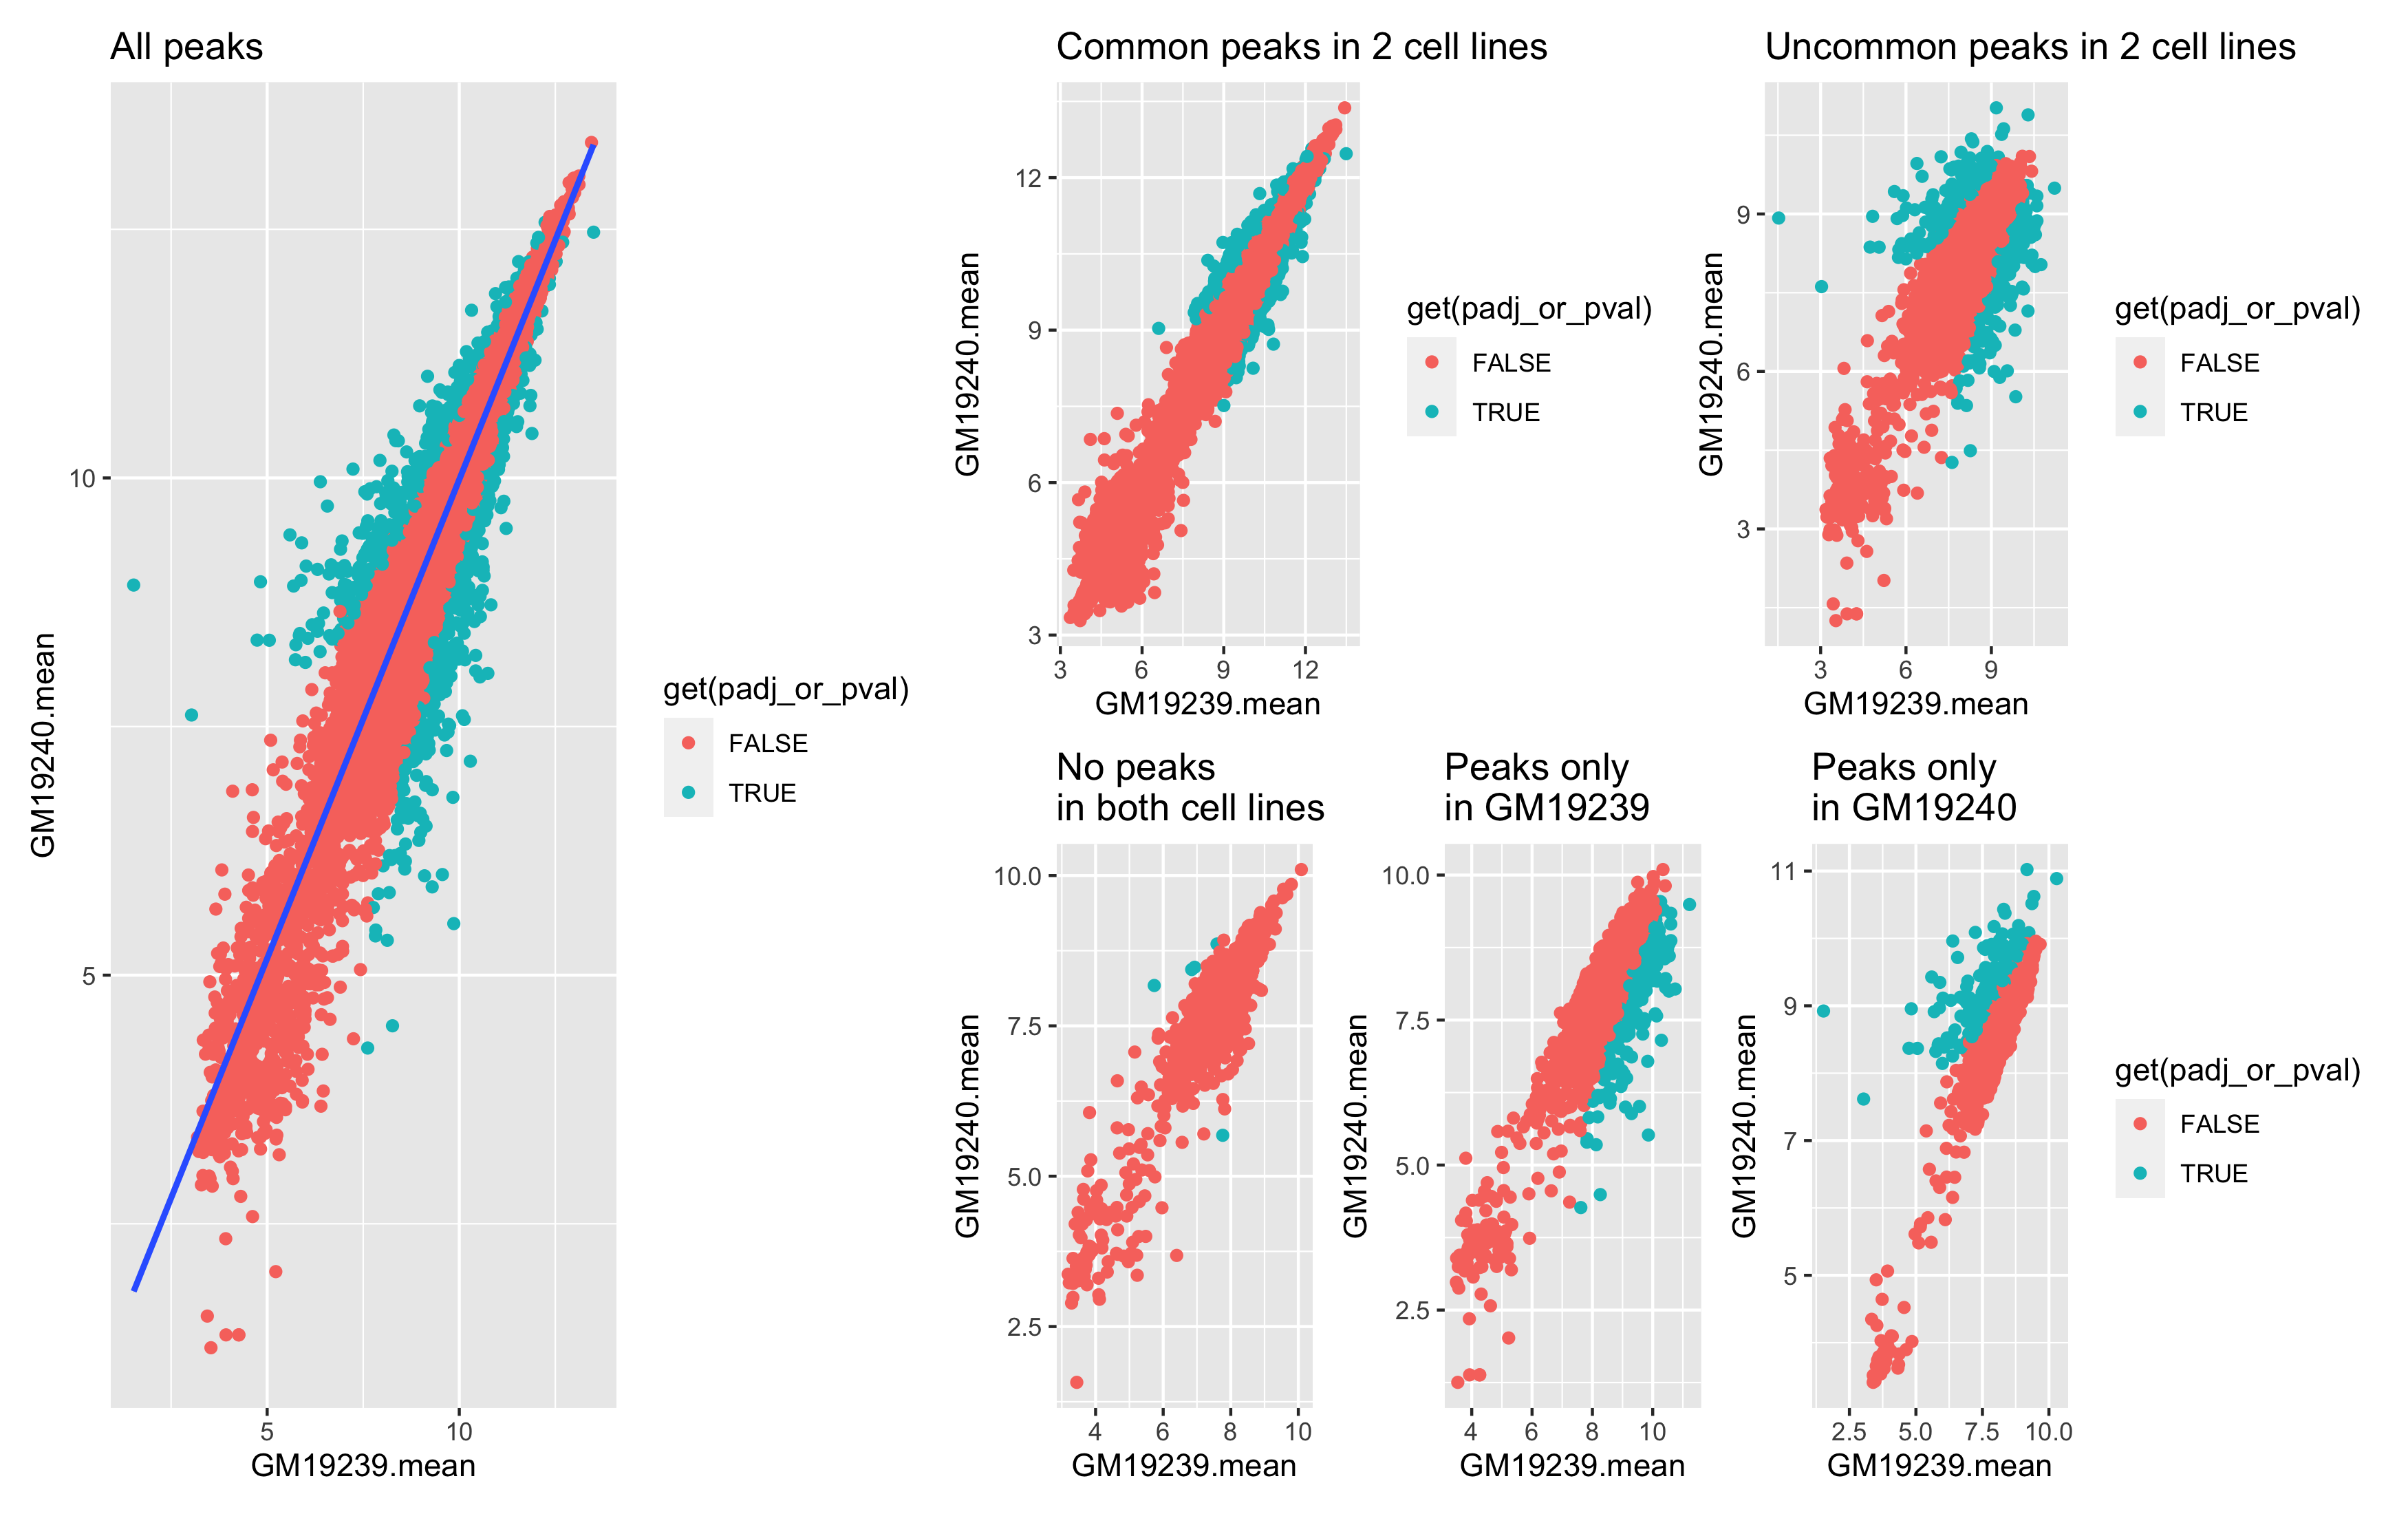 All peaks
GM19240.mean
10
5
5 10
GM19239.mean
get(padj_or_pval)
FALSE
TRUE
Common peaks in 2 cell lines
GM19240.mean
12
9
6
3
3 6 9 12
GM19239.mean
get(padj_or_pval)
FALSE
TRUE
Uncommon peaks in 2 cell lines
GM19240.mean
9
6
3
3 6 9
GM19239.mean
get(padj_or_pval)
FALSE
TRUE
No peaks
in both cell lines
GM19240.mean
10.0
7.5
5.0
2.5
4 6 8 10
GM19239.mean
Peaks only
in GM19239
GM19240.mean
10.0
7.5
5.0
2.5
4 6 8 10
GM19239.mean
Peaks only
in GM19240
GM19240.mean
11
9
7
5
2.5 5.0 7.5 10.0
GM19239.mean
get(padj_or_pval)
FALSE
TRUE